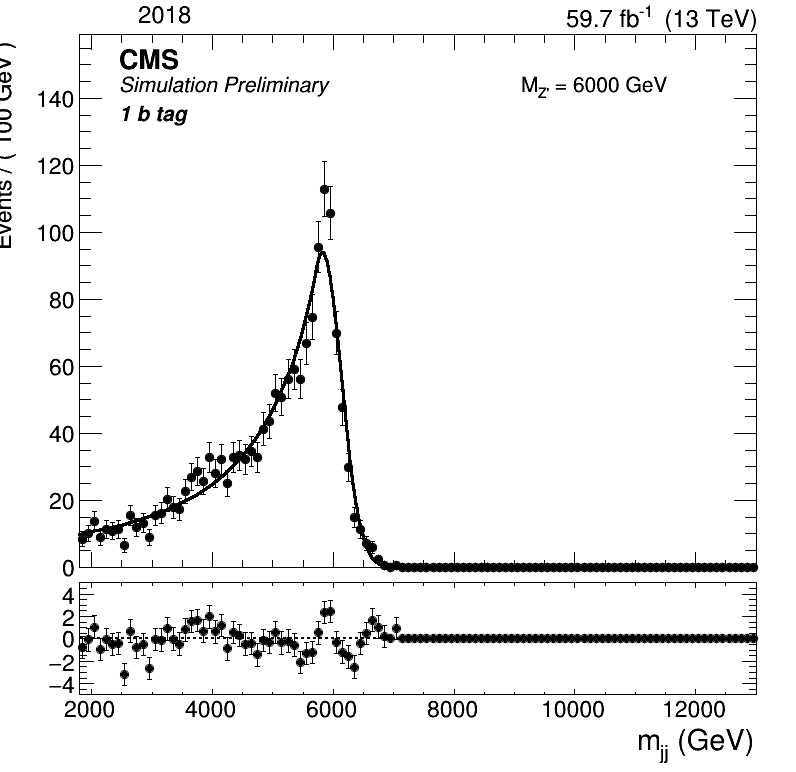 2018
59.7 fb-1 (13 TeV)
CMS
Simulation Preliminary
MZ' = 6000 GeV
1 b tag
Events / ( 100 GeV )
140
120
100
80
60
40
20
0
4
2
0
−2
−4
2000 4000 6000 8000 10000 12000
mjj (GeV)